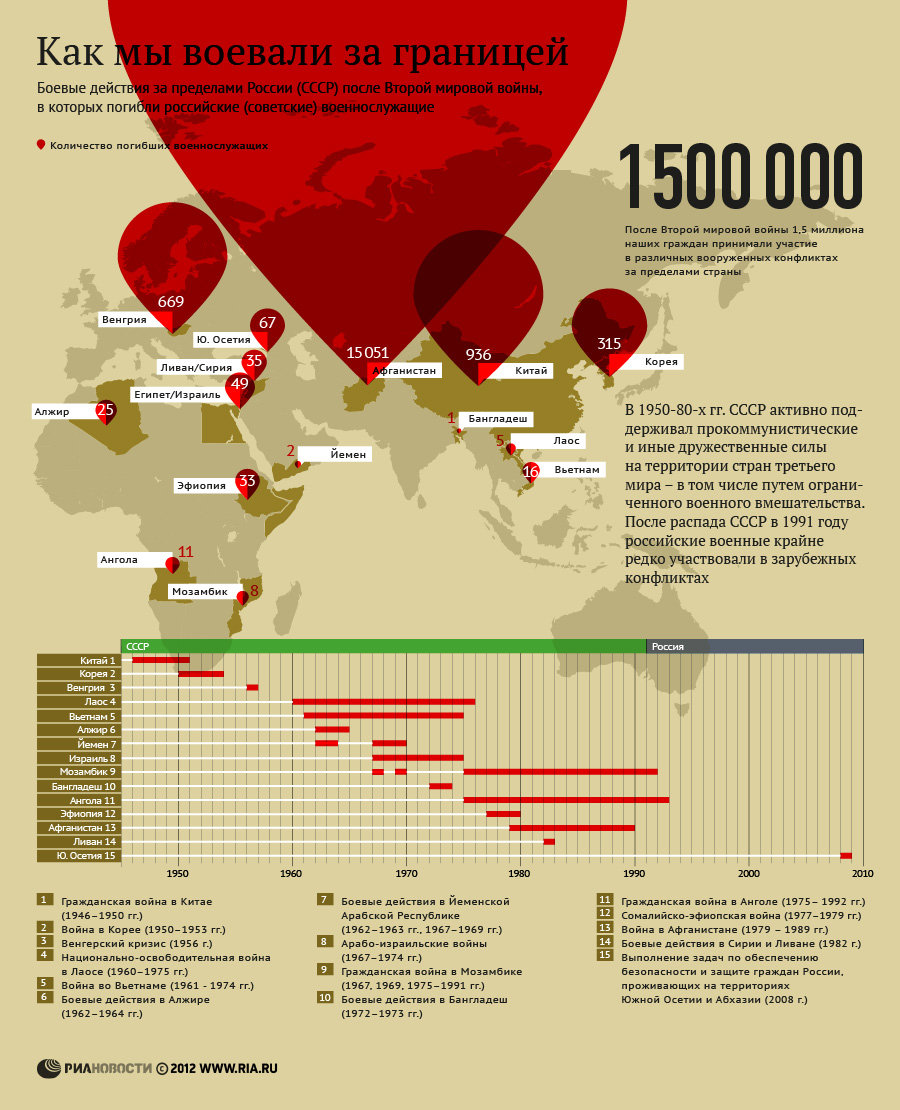 Как мы воевали за границей
Боевые действия за пределами России (СССР) после Второй мировой войны,
в которых погибли российские (советские) военнослужащие
Количество погибших военнослужащих
1500 000
После Второй мировой войны 1,5 миллиона
наших граждан принимали участие
в различных вооруженных конфликтах
за пределами страны
669
Венгрия
67
Ю. Осетия
35
Ливан/Сирия
49
Египет/Израиль
25
Алжир
15 051
Афганистан
936
Китай
315
Корея
1
Бангладеш
5
Лаос
16
Вьетнам
2
Йемен
33
Эфиопия
11
Ангола
8
Мозамбик
В 1950-80-х гг. СССР активно под-
держивал прокоммунистические
и иные дружественные силы
на территории стран третьего
мира – в том числе путем ограни-
ченного военного вмешательства.
После распада СССР в 1991 году
российские военные крайне
редко участвовали в зарубежных
конфликтах
СССР
Россия
Китай 1
Корея 2
Венгрия 3
Лаос 4
Вьетнам 5
Алжир 6
Йемен 7
Израиль 8
Мозамбик 9
Бангладеш 10
Ангола 11
Эфиопия 12
Афганистан 13
Ливан 14
Ю. Осетия 15
1950 1960 1970 1980 1990 2000 2010
1 Гражданская война в Китае
(1946–1950 гг.)
2 Война в Корее (1950–1953 гг.)
3 Венгерский кризис (1956 г.)
4 Национально-освободительная война
в Лаосе (1960–1975 гг.)
5 Война во Вьетнаме (1961 - 1974 гг.)
6 Боевые действия в Алжире
(1962–1964 гг.)
7 Боевые действия в Йеменской
Арабской Республике
(1962–1963 гг., 1967–1969 гг.)
8 Арабо-израильские войны
(1967–1974 гг.)
9 Гражданская война в Мозамбике
(1967, 1969, 1975–1991 гг.)
10 Боевые действия в Бангладеш
(1972–1973 гг.)
11 Гражданская война в Анголе (1975– 1992 гг.)
12 Сомалийско-эфиопская война (1977–1979 гг.)
13 Война в Афганистане (1979 – 1989 гг.)
14 Боевые действия в Сирии и Ливане (1982 г.)
15 Выполнение задач по обеспечению
безопасности и защите граждан России,
проживающих на территориях
Южной Осетии и Абхазии (2008 г.)
РИАНОВОСТИ © 2012 WWW.RIA.RU